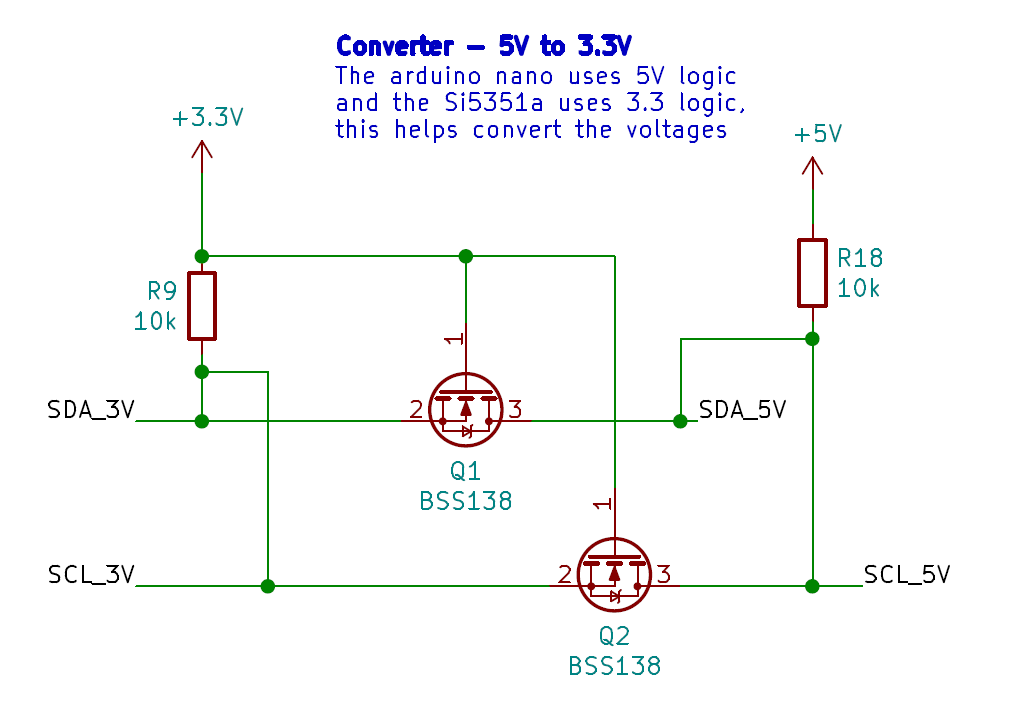 Converter - 5V to 3.3V
The arduino nano uses 5V logic
and the Si5351a uses 3.3 logic,
this helps convert the voltages
+3.3V
+5V
R9
10k
R18
10k
1
SDA_3V
2
3
SDA_5V
Q1
BSS138
1
SCL_3V
2
3
SCL_5V
Q2
BSS138